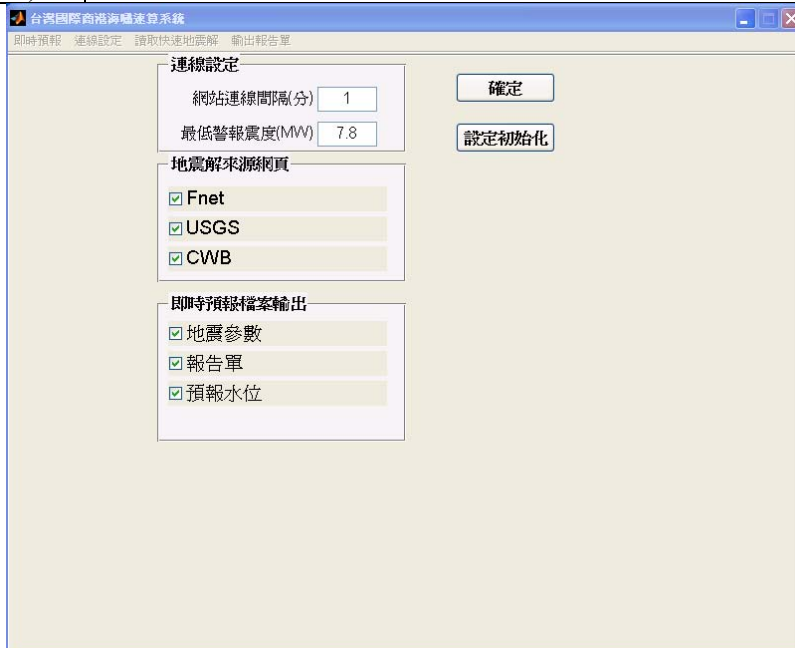 台灣國際商港海嘯速算系統
即時預報 連線設定 讀取快速地震解 輸出報告單
連線設定
網站連線間隔(分) 1
最低警報震度(MW) 7.8
確定
設定初始化
地震解來源網頁
Fnet
USGS
CWB
即時預報檔案輸出
地震參數
報告單
預報水位